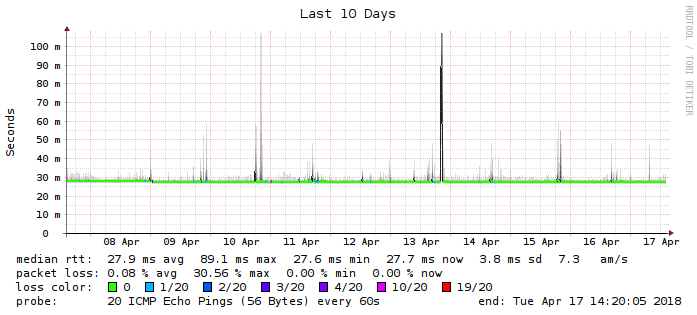 Last 10 Days
RRDTOOL / TOBI OETIKER
Seconds
100 m
90 m
80 m
70 m
60 m
50 m
40 m
30 m
20 m
10 m
0
08 Apr 09 Apr 10 Apr 11 Apr 12 Apr 13 Apr 14 Apr 15 Apr 16 Apr 17 Apr
median rtt: 27.9 ms avg 89.1 ms max 27.6 ms min 27.7 ms now 3.8 ms sd 7.3 am/s
packet loss: 0.08 % avg 30.56 % max 0.00 % min 0.00 % now
loss color: 0 1/20 2/20 3/20 4/20 10/20 19/20
probe: 20 ICMP Echo Pings (56 Bytes) every 60s end: Tue Apr 17 14:20:05 2018